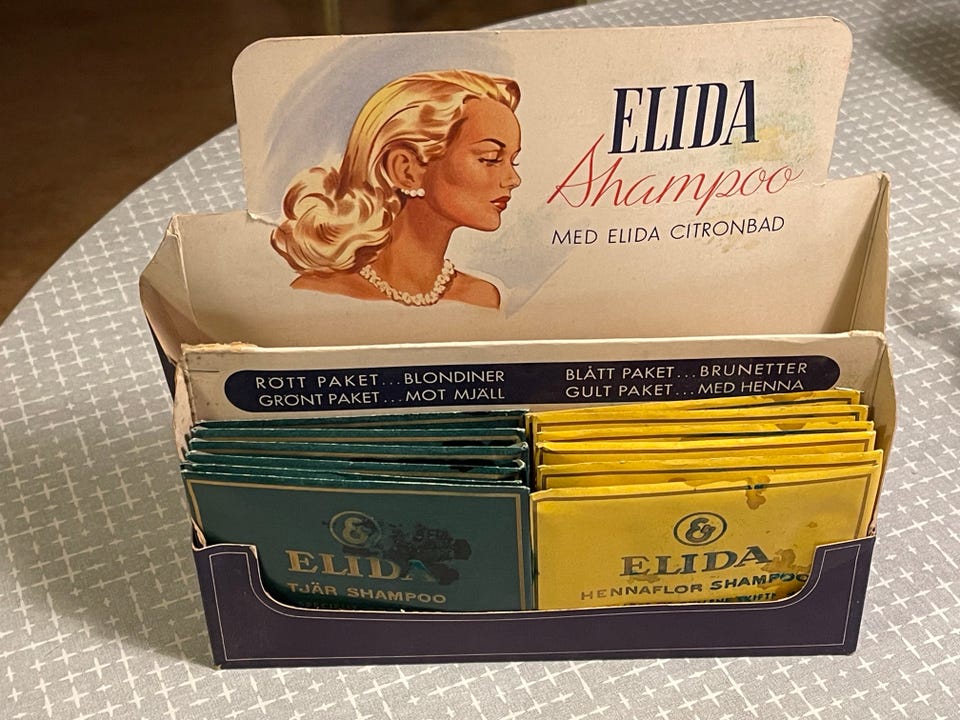 ELIDA
Shampoo
MED ELIDA CITRONBAD
RÖTT PAKET...BLONDINER
GRÖNT PAKET...MOT MJÄLL
BLÅTT PAKET...BRUNETTER
GULT PAKET...MED HENNA
E
ELIDA
TJÄR SHAMPOO
E
ELIDA
HENNAFLOR SHAMPOO